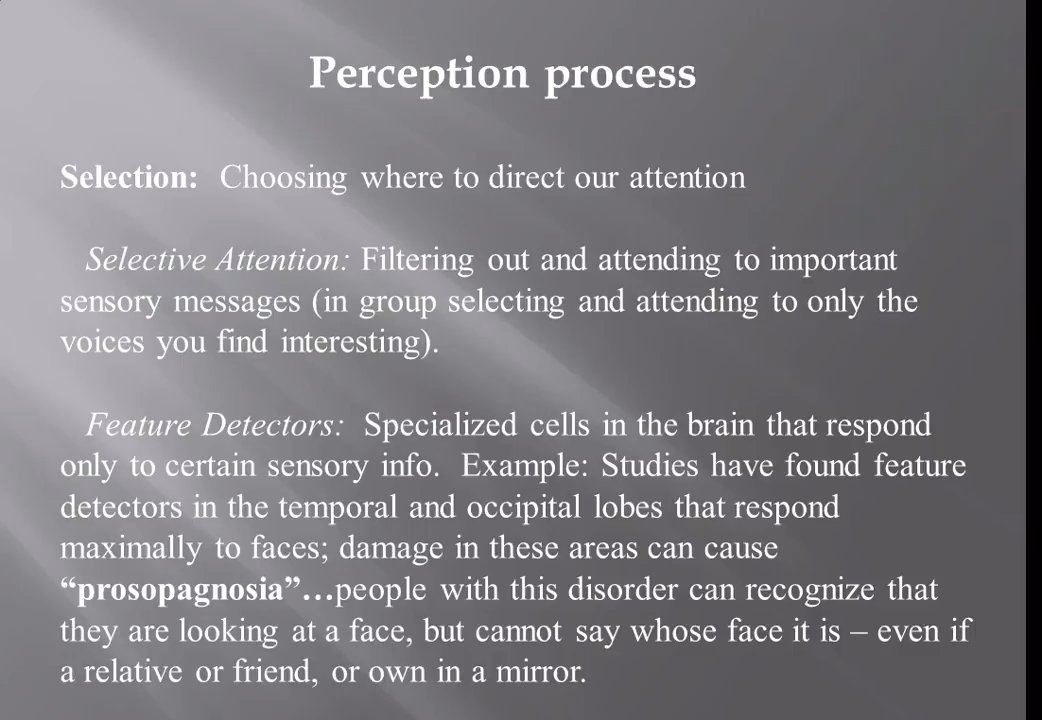 Perception process
Selection: Choosing where to direct our attention
Selective Attention: Filtering out and attending to important
sensory messages (in group selecting and attending to only the
voices you find interesting).
Feature Detectors: Specialized cells in the brain that respond
only to certain sensory info. Example: Studies have found feature
detectors in the temporal and occipital lobes that respond
maximally to faces; damage in these areas can cause
“prosopagnosia”…people with this disorder can recognize that
they are looking at a face, but cannot say whose face it is – even if
a relative or friend, or own in a mirror.